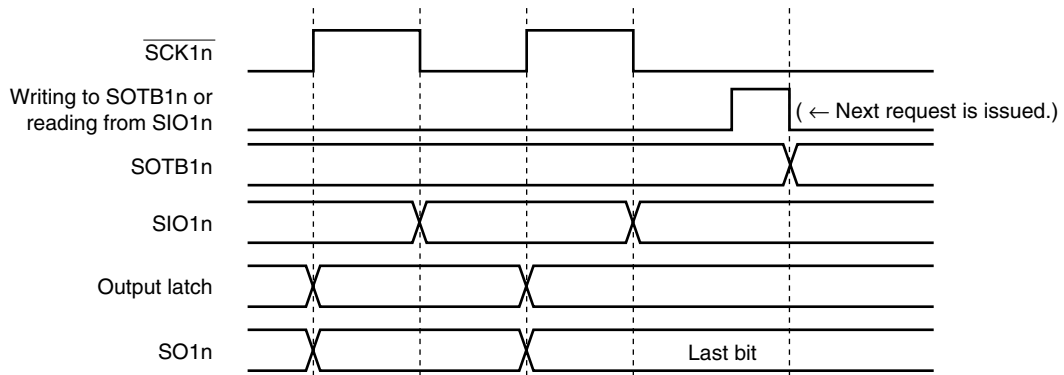 SCK1n
Writing to SOTB1n or
reading from SIO1n
( ← Next request is issued.)
SOTB1n
SIO1n
Output latch
SO1n
Last bit